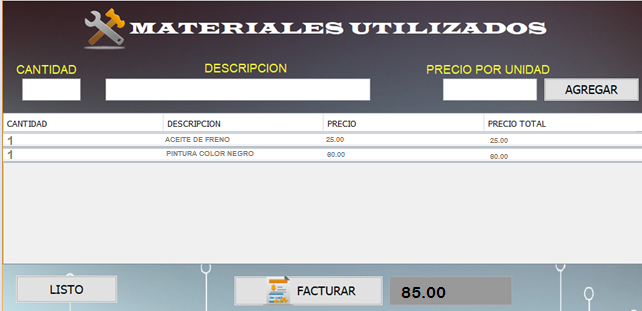 MATERIALES UTILIZADOS
CANTIDAD DESCRIPCION PRECIO POR UNIDAD
AGREGAR
CANTIDAD DESCRIPCION PRECIO PRECIO TOTAL
1 ACEITE DE FRENO 25.00 25.00
1 PINTURA COLOR NEGRO 60.00 60.00
LISTO FACTURAR 85.00